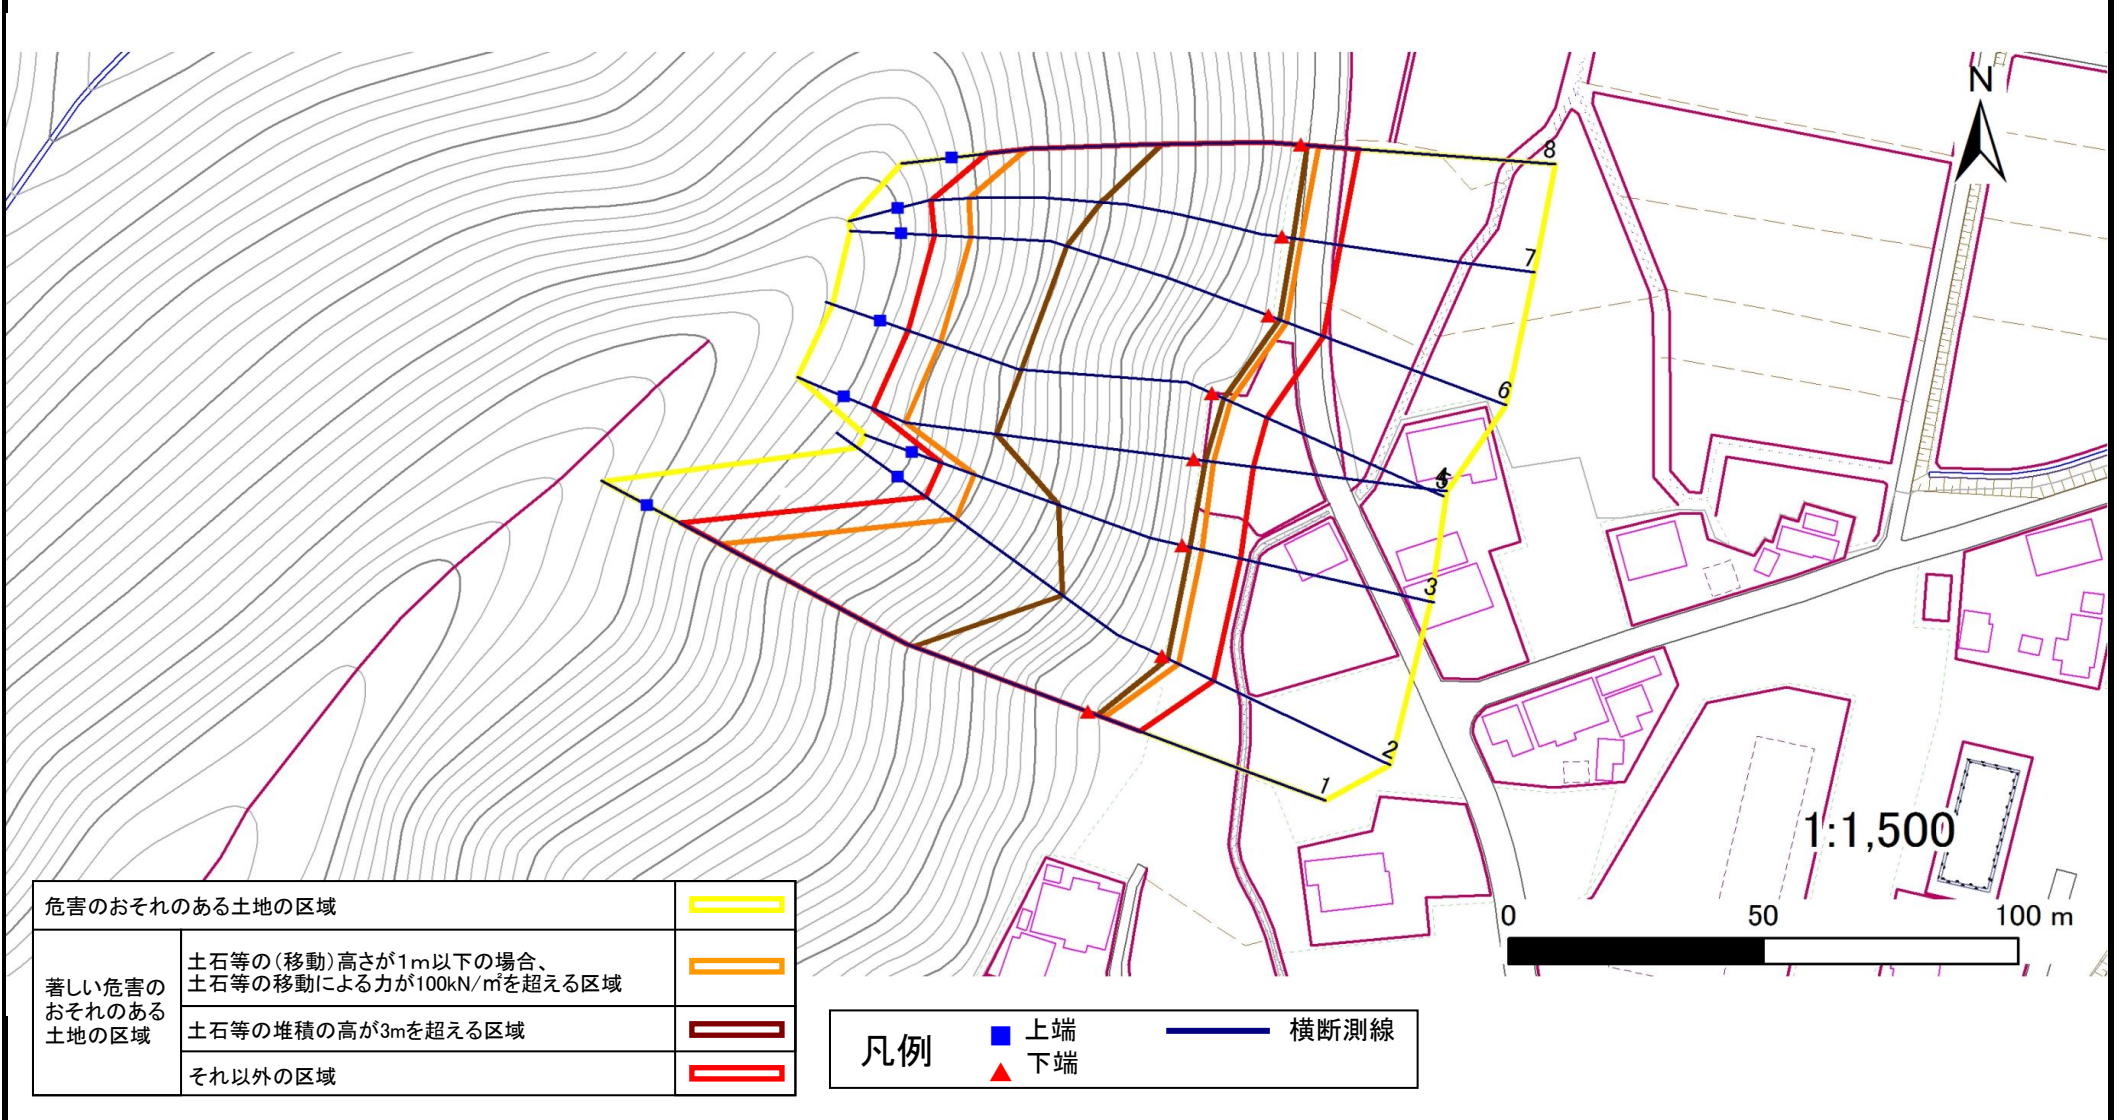 N
8
7
6
3
2
1
1:1,500
0 50 100 m
危害のおそれのある土地の区域
著しい危害の
おそれのある
土地の区域
土石等の(移動)高さが1m以下の場合、
土石等の移動による力が100kN/㎡を超える区域
土石等の堆積の高が3mを超える区域
それ以外の区域
凡例
上端
下端
横断測線